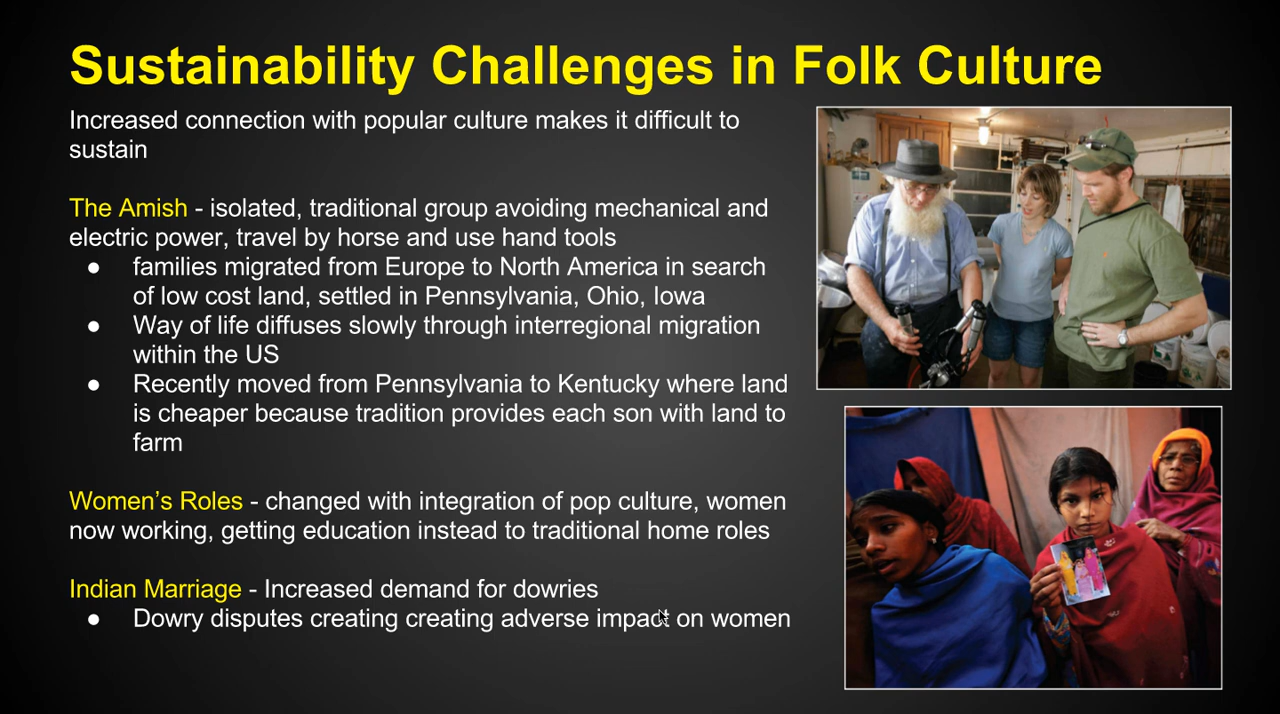 Sustainability Challenges in Folk Culture
Increased connection with popular culture makes it difficult to
sustain
The Amish - isolated, traditional group avoiding mechanical and
electric power, travel by horse and use hand tools
● families migrated from Europe to North America in search
of low cost land, settled in Pennsylvania, Ohio, Iowa
● Way of life diffuses slowly through interregional migration
within the US
● Recently moved from Pennsylvania to Kentucky where land
is cheaper because tradition provides each son with land to
farm
Women’s Roles - changed with integration of pop culture, women
now working, getting education instead to traditional home roles
Indian Marriage - Increased demand for dowries
● Dowry disputes creating creating adverse impact on women